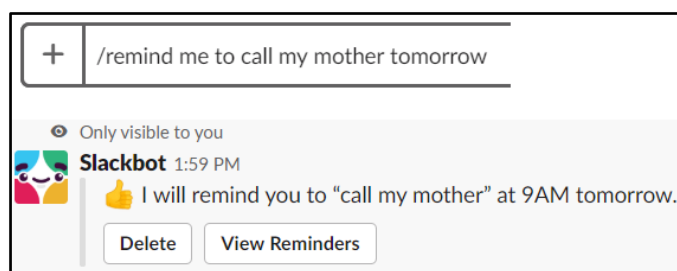 + /remind me to call my mother tomorrow
Only visible to you
Slackbot 1:59 PM
👍 I will remind you to “call my mother” at 9AM tomorrow.
Delete View Reminders